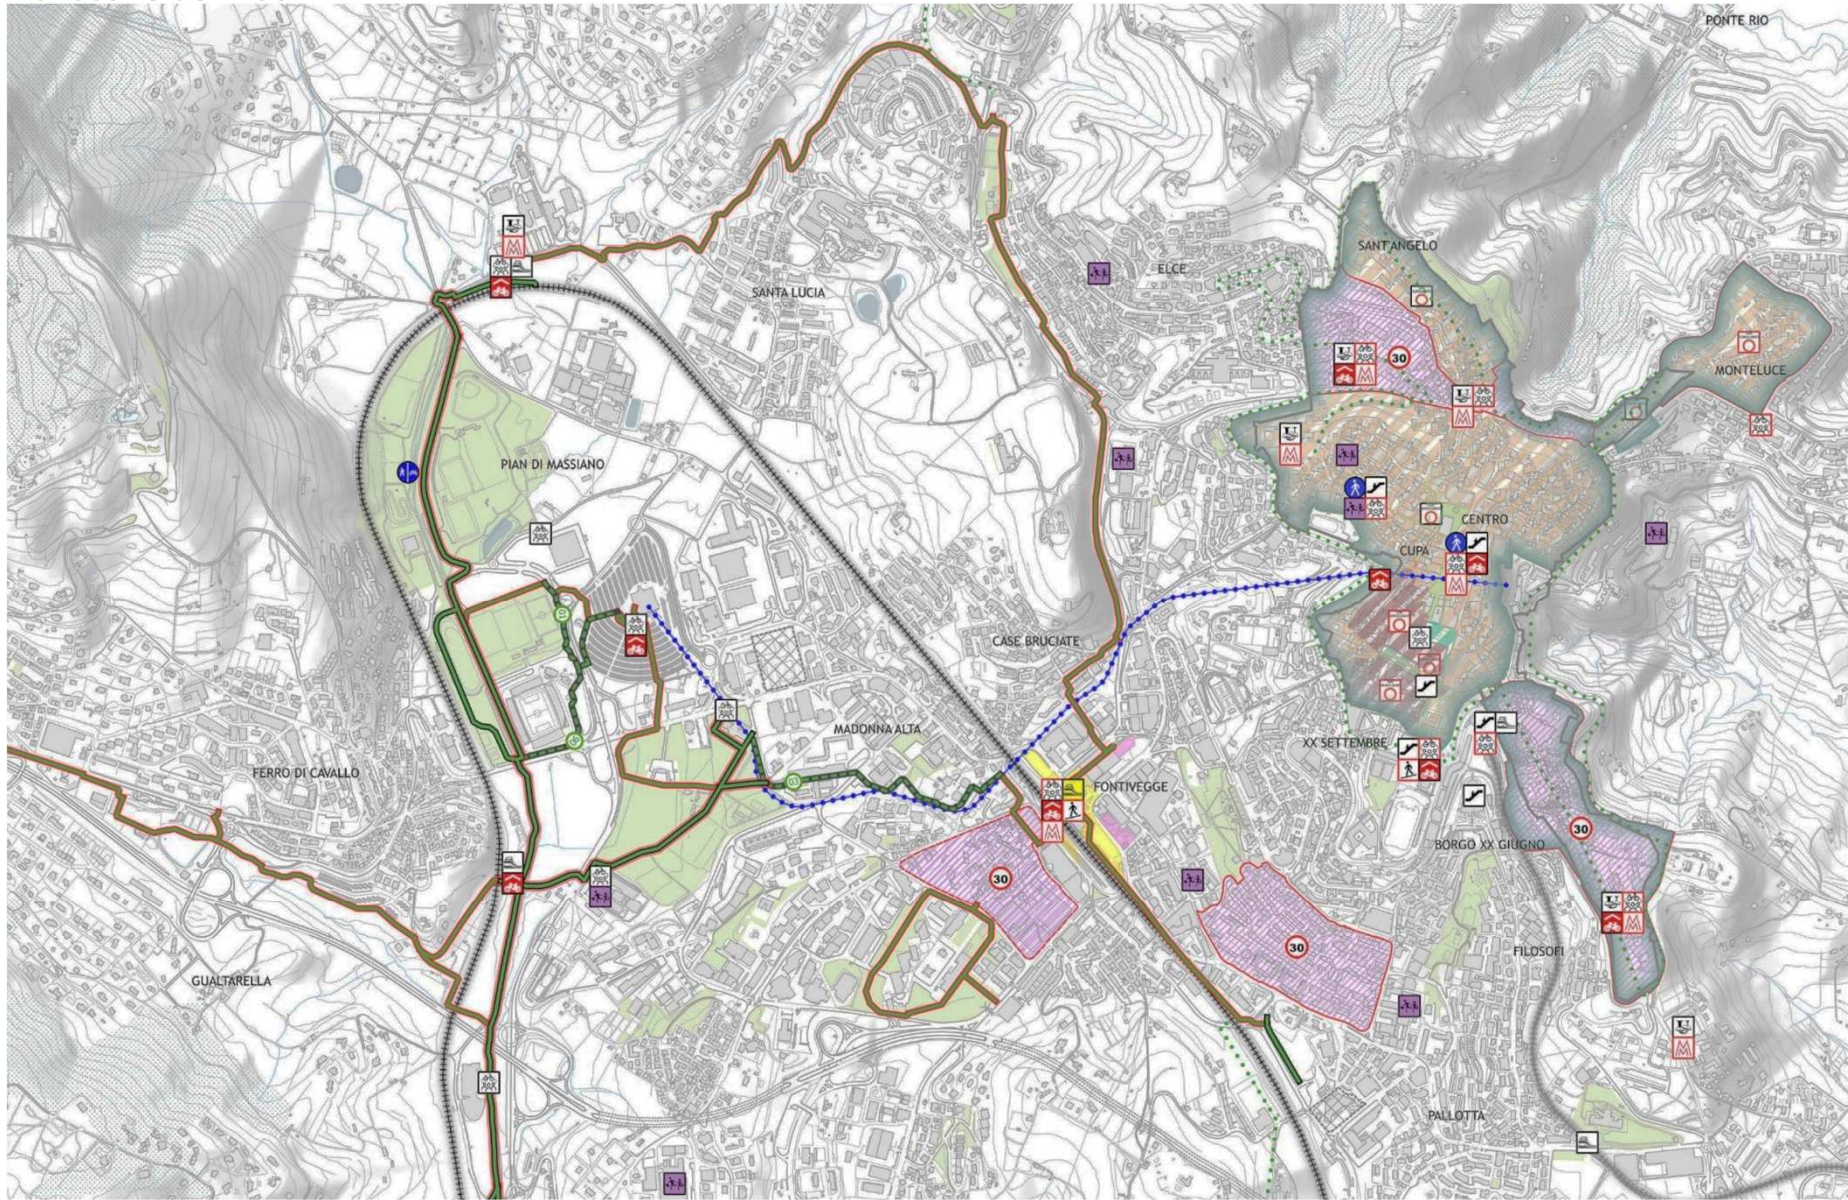 PONTE RIO
SANT'ANGELO
ELCE
SANTA LUCIA
30
MONTELUCE
PIAN DI MASSIANO
CENTRO
CUPA
CASE BRUCIATE
MADONNA ALTA
XX SETTEMBRE
FERRO DI CAVALLO
FONTIVEGGE
03
30
BORGO XX GIUGNO
30
30
FILOSOFI
GUALTARELLA
PALLOTTA